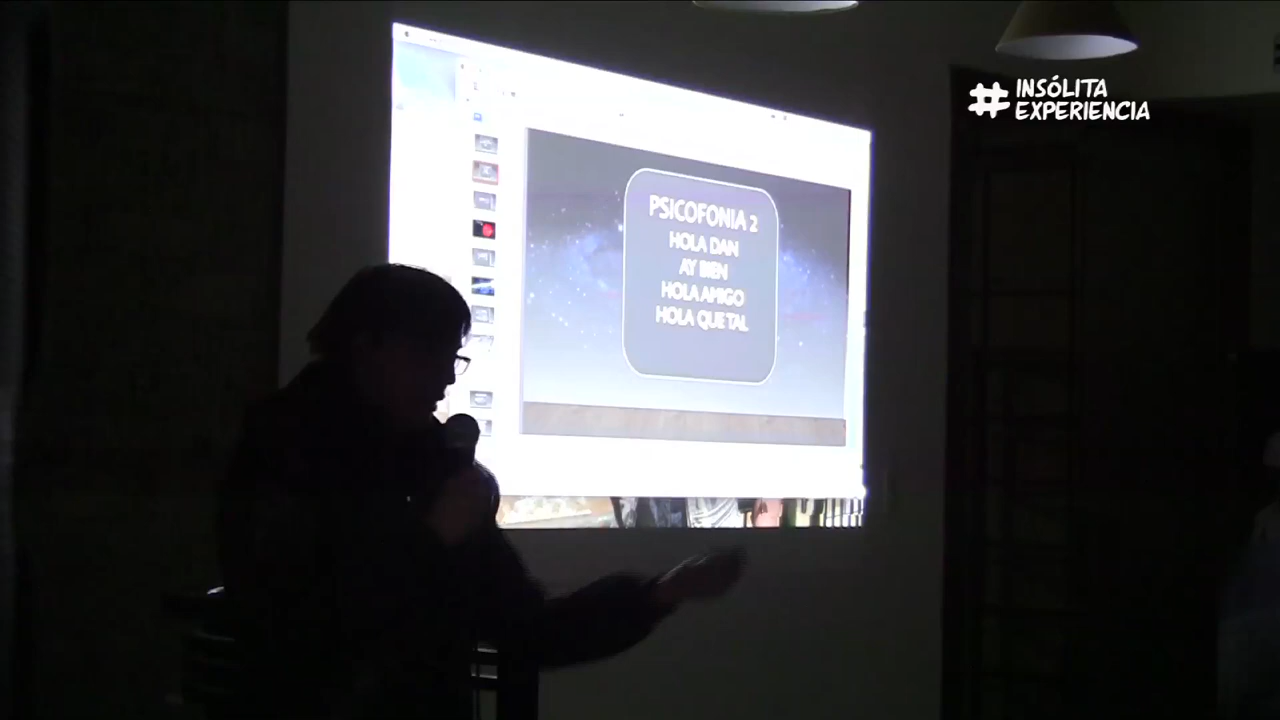 #INSÓLITA
EXPERIENCIA
PSICOFONIA 2
HOLA DAN
AY BIEN
HOLA AMIGO
HOLA QUE TAL